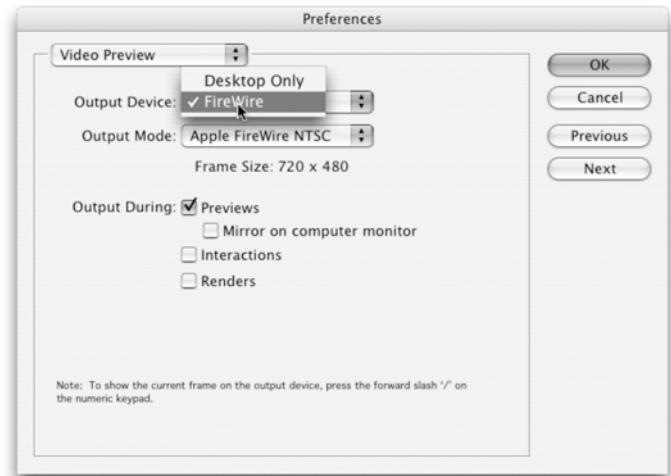 Preferences
Video Preview
OK
Desktop Only
Output Device: ✓ FireWire
Cancel
Output Mode: Apple FireWire NTSC
Previous
Frame Size: 720 x 480
Next
Output During: Previews
Mirror on computer monitor
Interactions
Renders
Note: To show the current frame on the output device, press the forward slash '/' on
the numeric keypad.